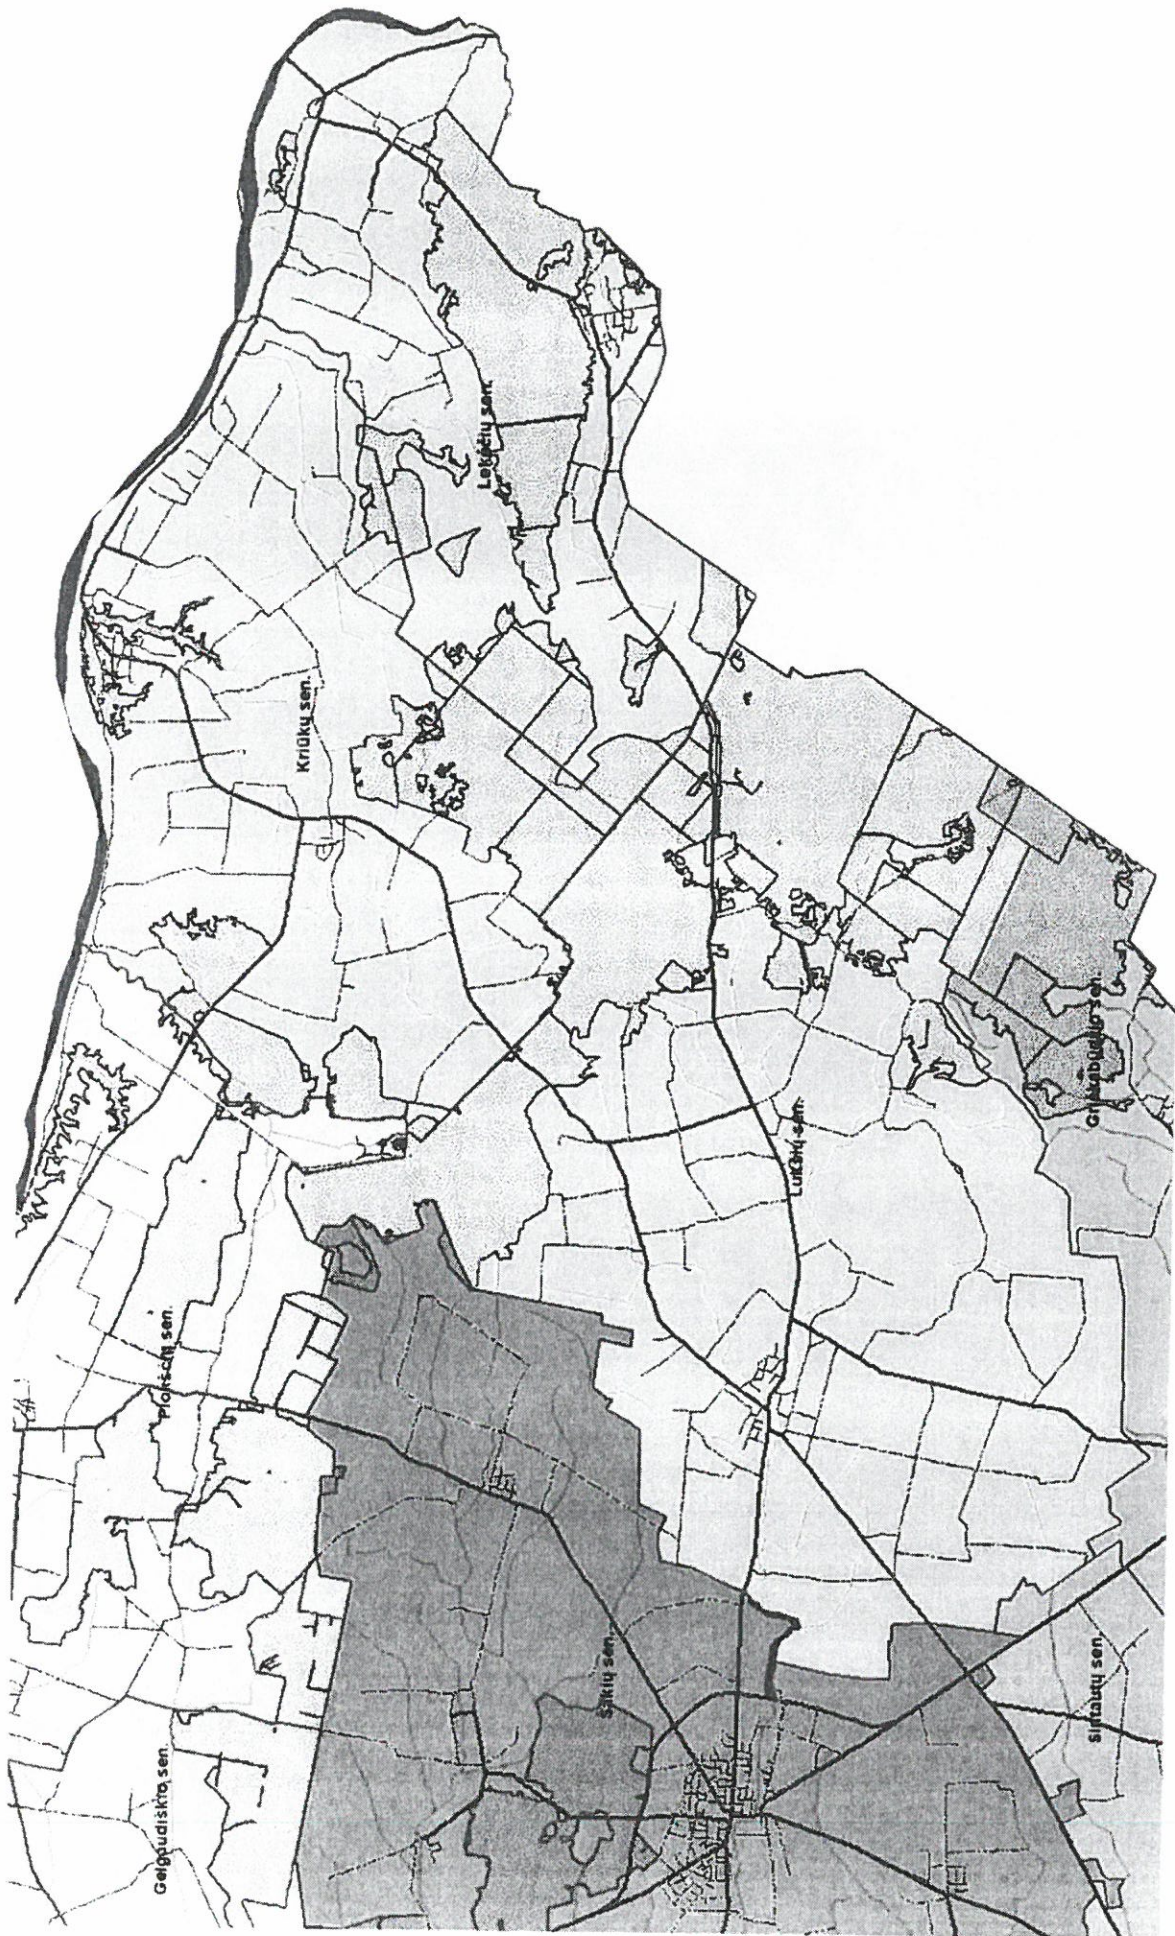 Lekėčių sen.
Kriūkų sen.
Griškabūdžio sen.
Lukšių sen.
Plokščių sen.
Šakių sen.
Sintautų sen.
Gelgaudiškio sen.